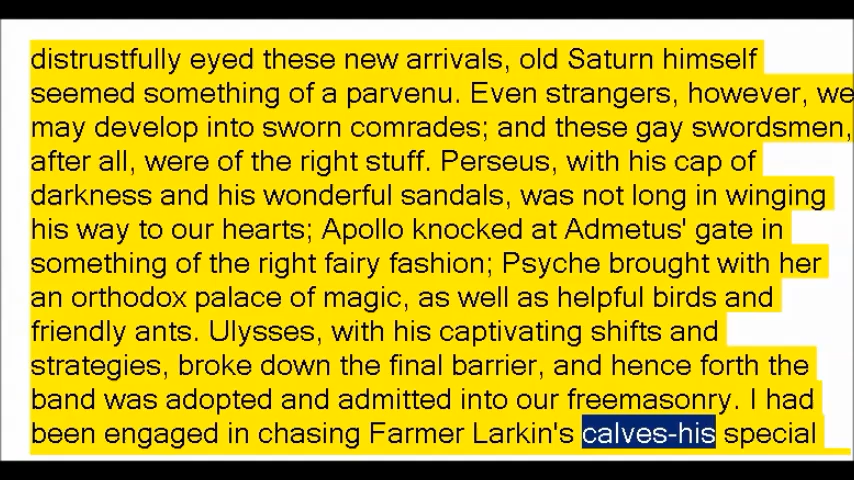 distrustfully eyed these new arrivals, old Saturn himself
seemed something of a parvenu. Even strangers, however, we
may develop into sworn comrades; and these gay swordsmen,
after all, were of the right stuff. Perseus, with his cap of
darkness and his wonderful sandals, was not long in winging
his way to our hearts; Apollo knocked at Admetus' gate in
something of the right fairy fashion; Psyche brought with her
an orthodox palace of magic, as well as helpful birds and
friendly ants. Ulysses, with his captivating shifts and
strategies, broke down the final barrier, and hence forth the
band was adopted and admitted into our freemasonry. I had
been engaged in chasing Farmer Larkin's calves-his special